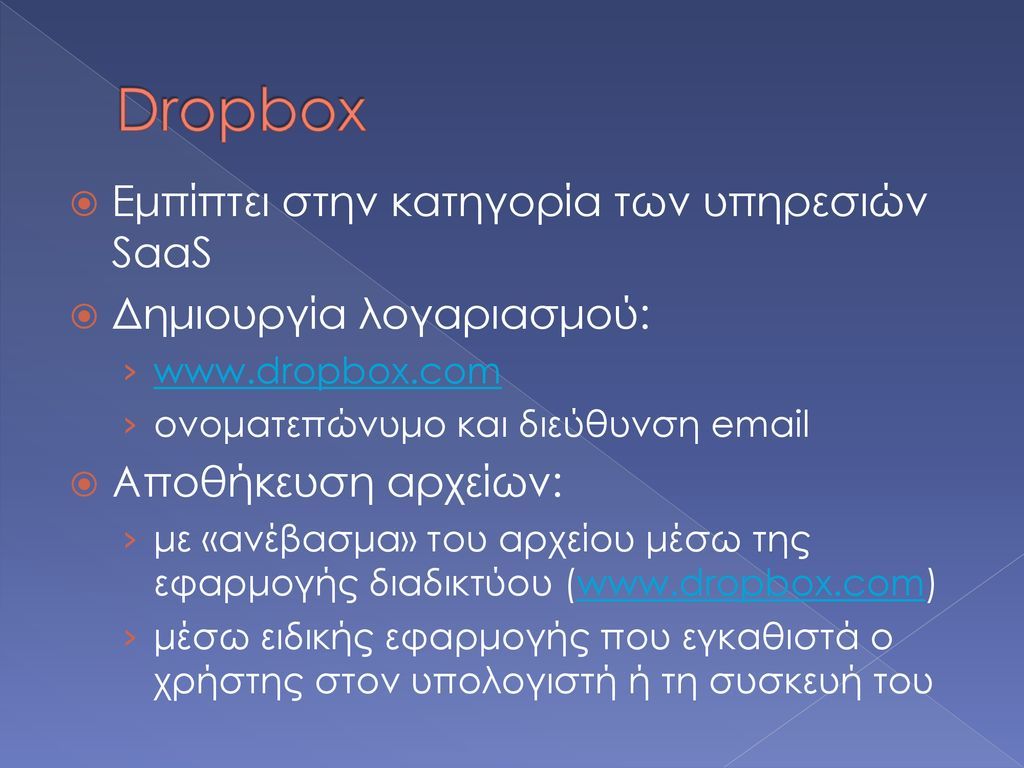 Dropbox
Εμπίπτει στην κατηγορία των υπηρεσιών
SaaS
Δημιουργία λογαριασμού:
www.dropbox.com
ονοματεπώνυμο και διεύθυνση email
Αποθήκευση αρχείων:
με «ανέβασμα» του αρχείου μέσω της
εφαρμογής διαδικτύου (www.dropbox.com)
μέσω ειδικής εφαρμογής που εγκαθιστά ο
χρήστης στον υπολογιστή ή τη συσκευή του